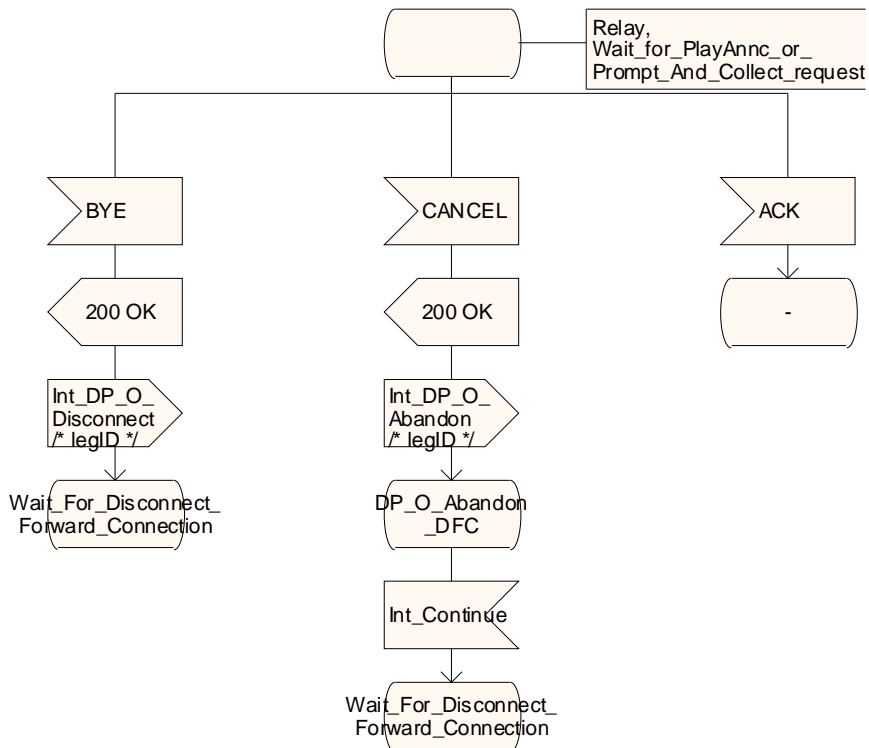 Relay,
Wait_for_PlayAnnc_or_
Prompt_And_Collect_request
BYE
CANCEL
ACK
200 OK
200 OK
-
Int_DP_O_
Disconnect
/* legID */
Int_DP_O_
Abandon
/* legID */
Wait_For_Disconnect_
Forward_Connection
DP_O_Abandon
_DFC
Int_Continue
Wait_For_Disconnect_
Forward_Connection